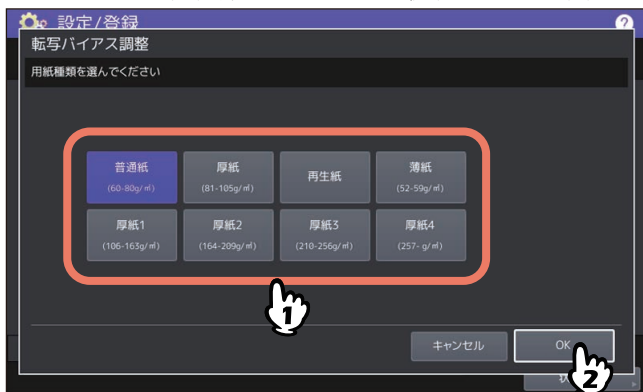 設定/登録
?
転写バイアス調整
用紙種類を選んでください
普通紙 厚紙 再生紙 薄紙
(60-80g/㎡) (81-105g/㎡) (52-59g/㎡)
厚紙1 厚紙2 厚紙3 厚紙4
(106-163g/㎡) (164-209g/㎡) (210-256g/㎡) (257- g/㎡)
1
キャンセル OK
2